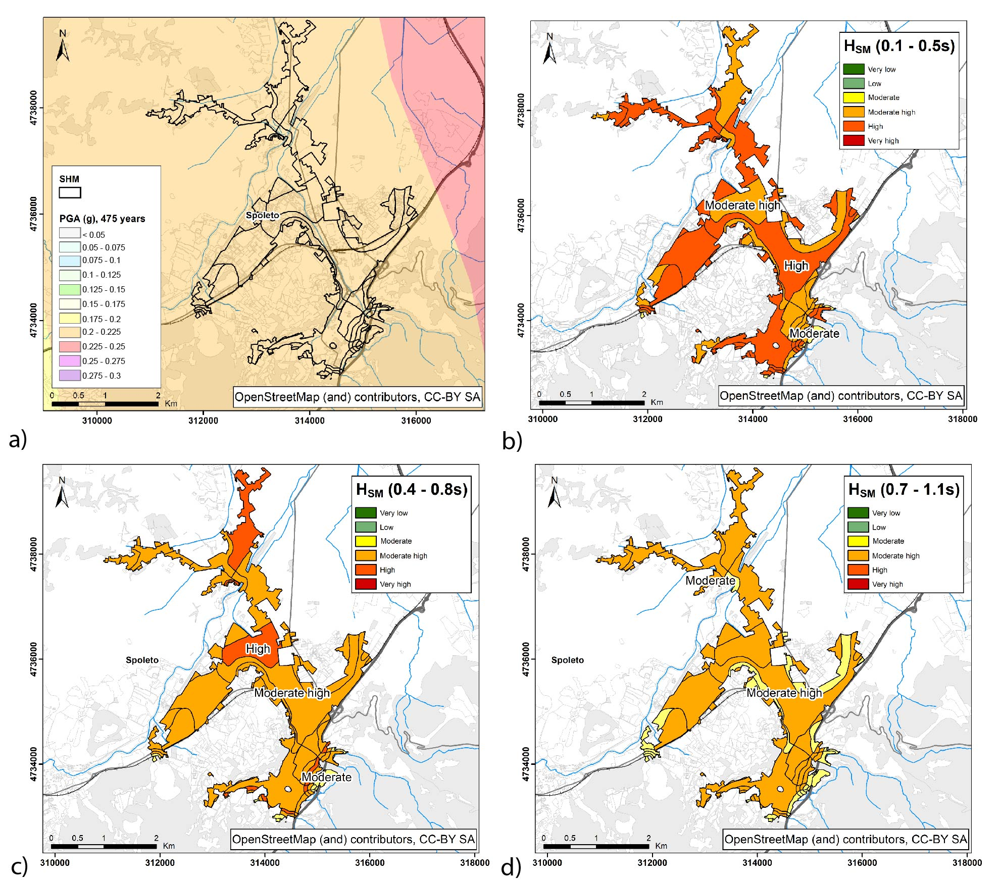 N
4738000
4736000
4734000
Spoleto
SHM
PGA (g), 475 years
< 0.05
0.05 - 0.075
0.075 - 0.1
0.1 - 0.125
0.125 - 0.15
0.15 - 0.175
0.175 - 0.2
0.2 - 0.225
0.225 - 0.25
0.25 - 0.275
0.275 - 0.3
0 0.5 1 2
Km
OpenStreetMap (and) contributors, CC-BY SA
310000 312000 314000 316000
a)
N
HSM (0.1 - 0.5s)
Very low
Low
Moderate
Moderate high
High
Very high
4738000
4736000
4734000
Moderate high
High
Moderate
0 0.5 1 2
Km
OpenStreetMap (and) contributors, CC-BY SA
310000 312000 314000 316000 318000
b)
N
HSM (0.4 - 0.8s)
Very low
Low
Moderate
Moderate high
High
Very high
4738000
4736000
4734000
High
Spoleto
Moderate high
Moderate
0 0.5 1 2
Km
OpenStreetMap (and) contributors, CC-BY SA
310000 312000 314000 316000 318000
c)
N
HSM (0.7 - 1.1s)
Very low
Low
Moderate
Moderate high
High
Very high
4738000
4736000
4734000
Moderate
Spoleto
Moderate high
0 0.5 1 2
Km
OpenStreetMap (and) contributors, CC-BY SA
310000 312000 314000 316000 318000
d)